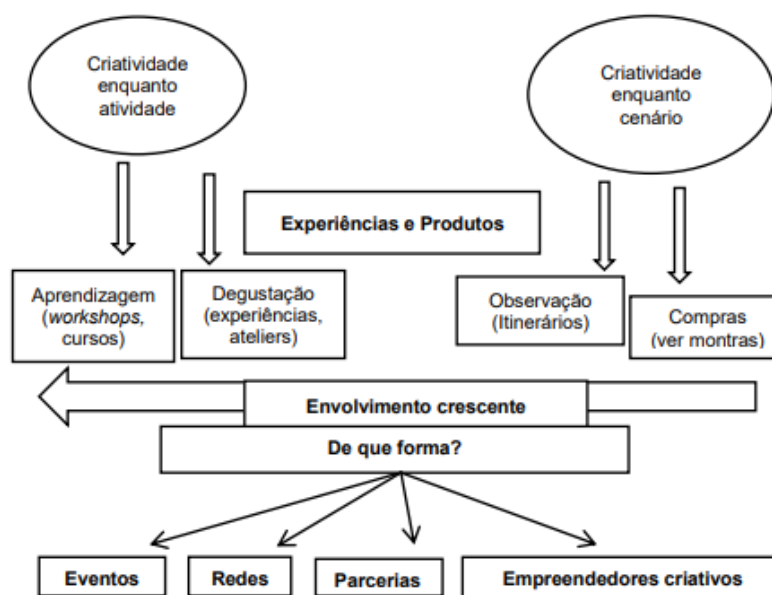 Criatividade
enquanto
atividade
Criatividade
enquanto
cenário
Experiências e Produtos
Aprendizagem
(workshops,
cursos)
Degustação
(experiências,
ateliers)
Observação
(Itinerários)
Compras
(ver montras)
Envolvimento crescente
De que forma?
Eventos
Redes
Parcerias
Empreendedores criativos